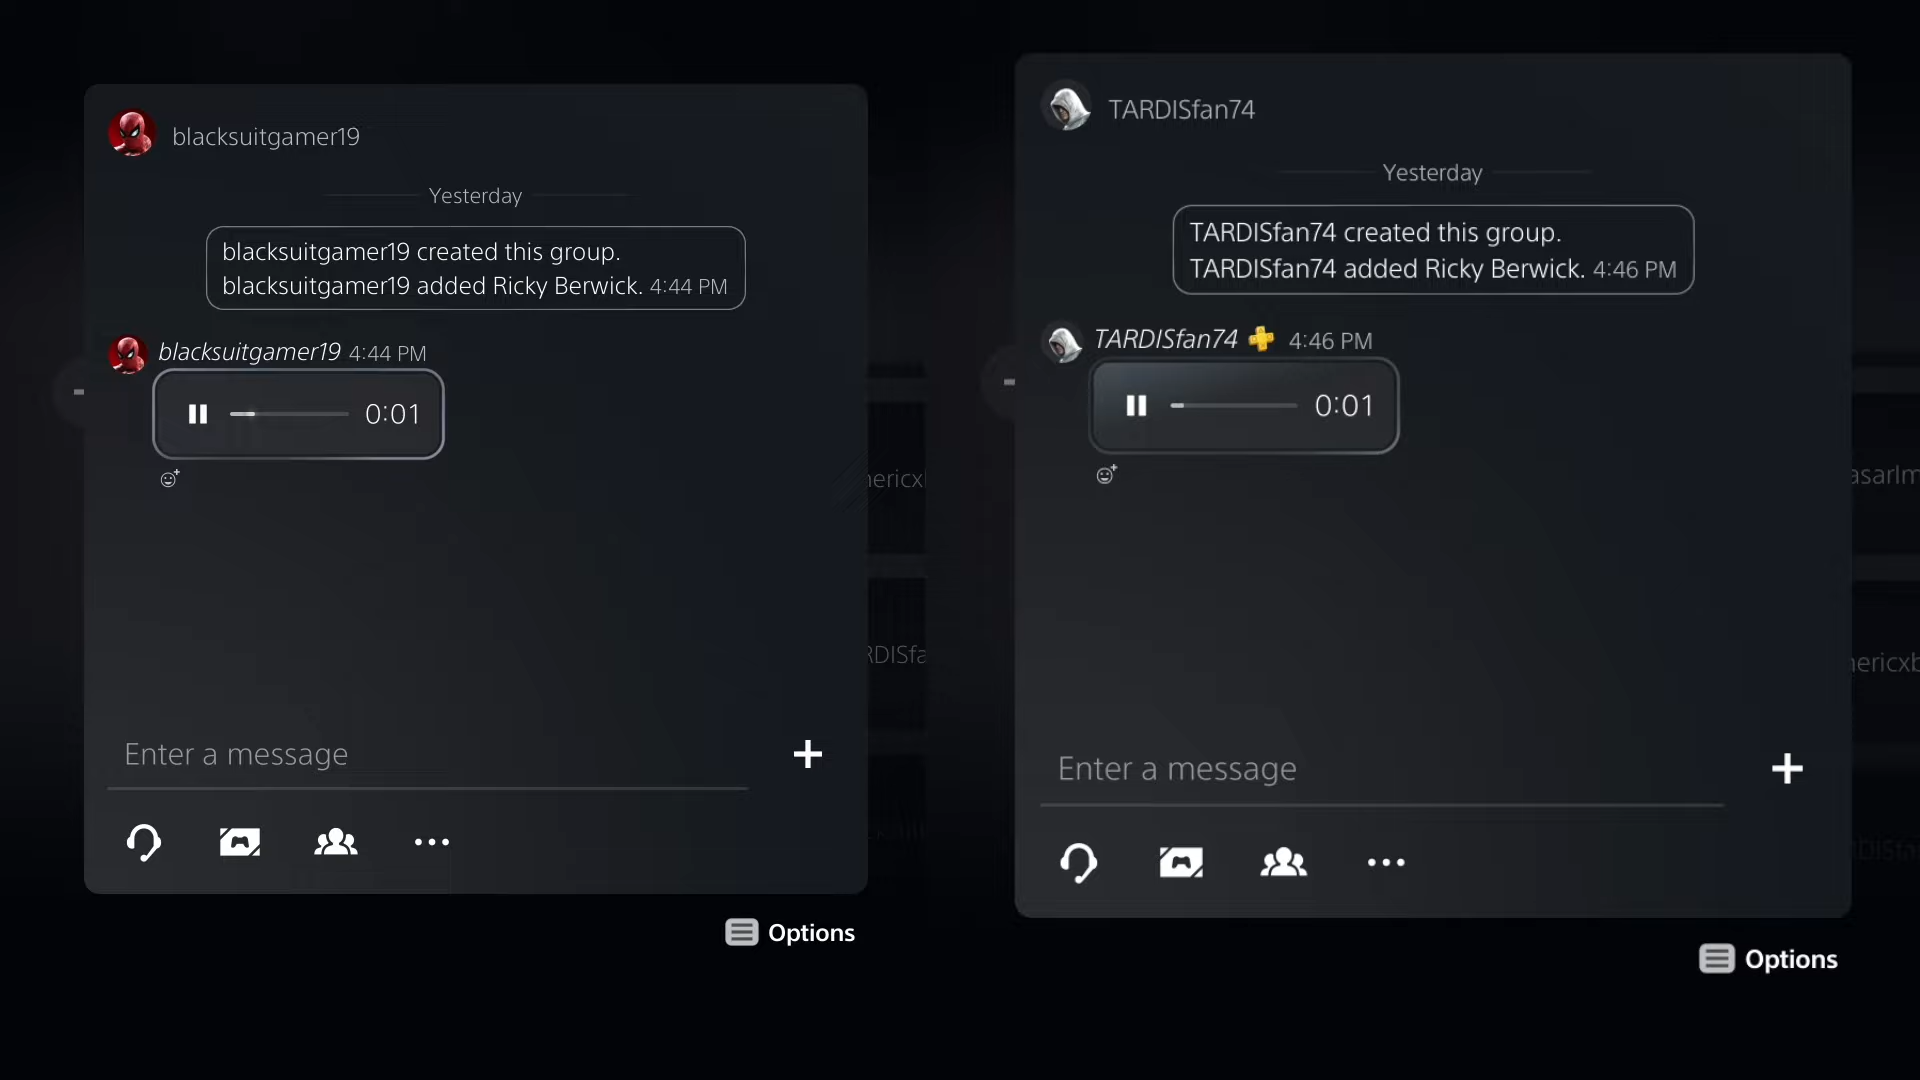 blacksuitgamer19
Yesterday
blacksuitgamer19 created this group.
blacksuitgamer19 added Ricky Berwick. 4:44 PM
blacksuitgamer19 4:44 PM
0:01
Enter a message
Options
TARDISfan74
Yesterday
TARDISfan74 created this group.
TARDISfan74 added Ricky Berwick. 4:46 PM
TARDISfan74 4:46 PM
0:01
Enter a message
Options